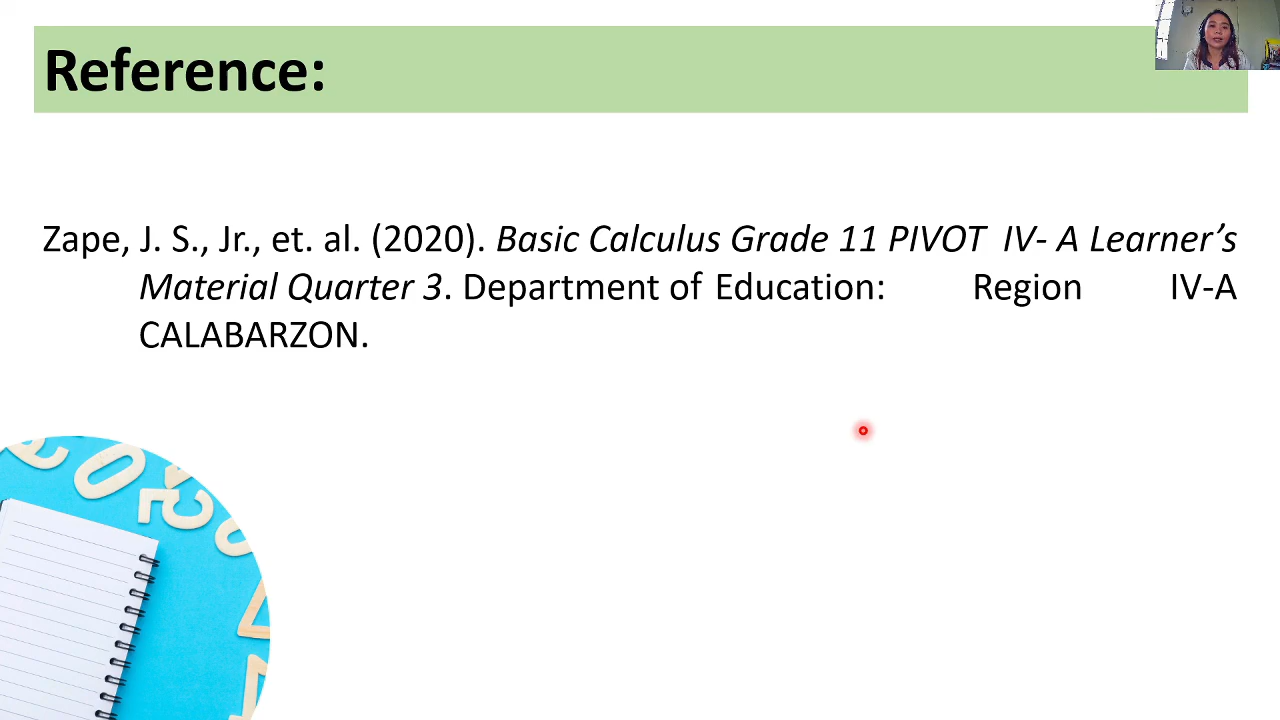 Reference:
Zape, J. S., Jr., et. al. (2020). Basic Calculus Grade 11 PIVOT IV- A Learner’s
Material Quarter 3. Department of Education: Region IV-A
CALABARZON.